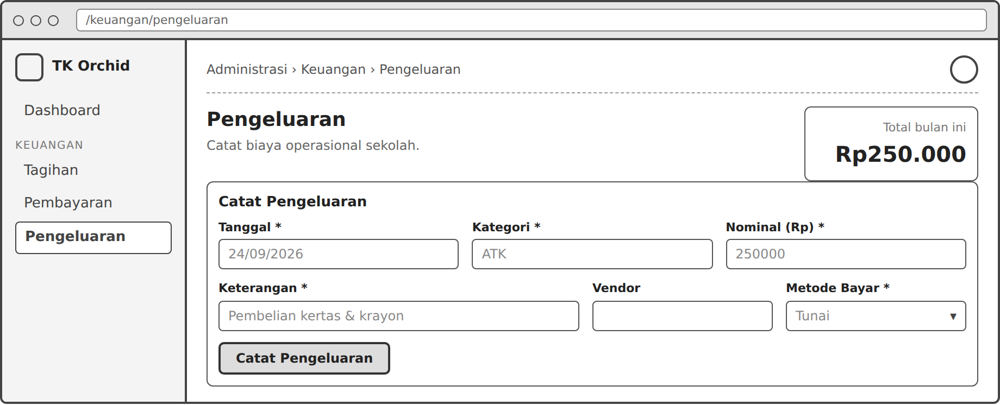 /keuangan/pengeluaran
TK Orchid
Dashboard
KEUANGAN
Tagihan
Pembayaran
Pengeluaran
Administrasi › Keuangan › Pengeluaran
Pengeluaran
Catat biaya operasional sekolah.
Total bulan ini
Rp250.000
Catat Pengeluaran
Tanggal * Kategori * Nominal (Rp) *
24/09/2026 ATK 250000
Keterangan * Vendor Metode Bayar *
Pembelian kertas & krayon Tunai ▼
Catat Pengeluaran